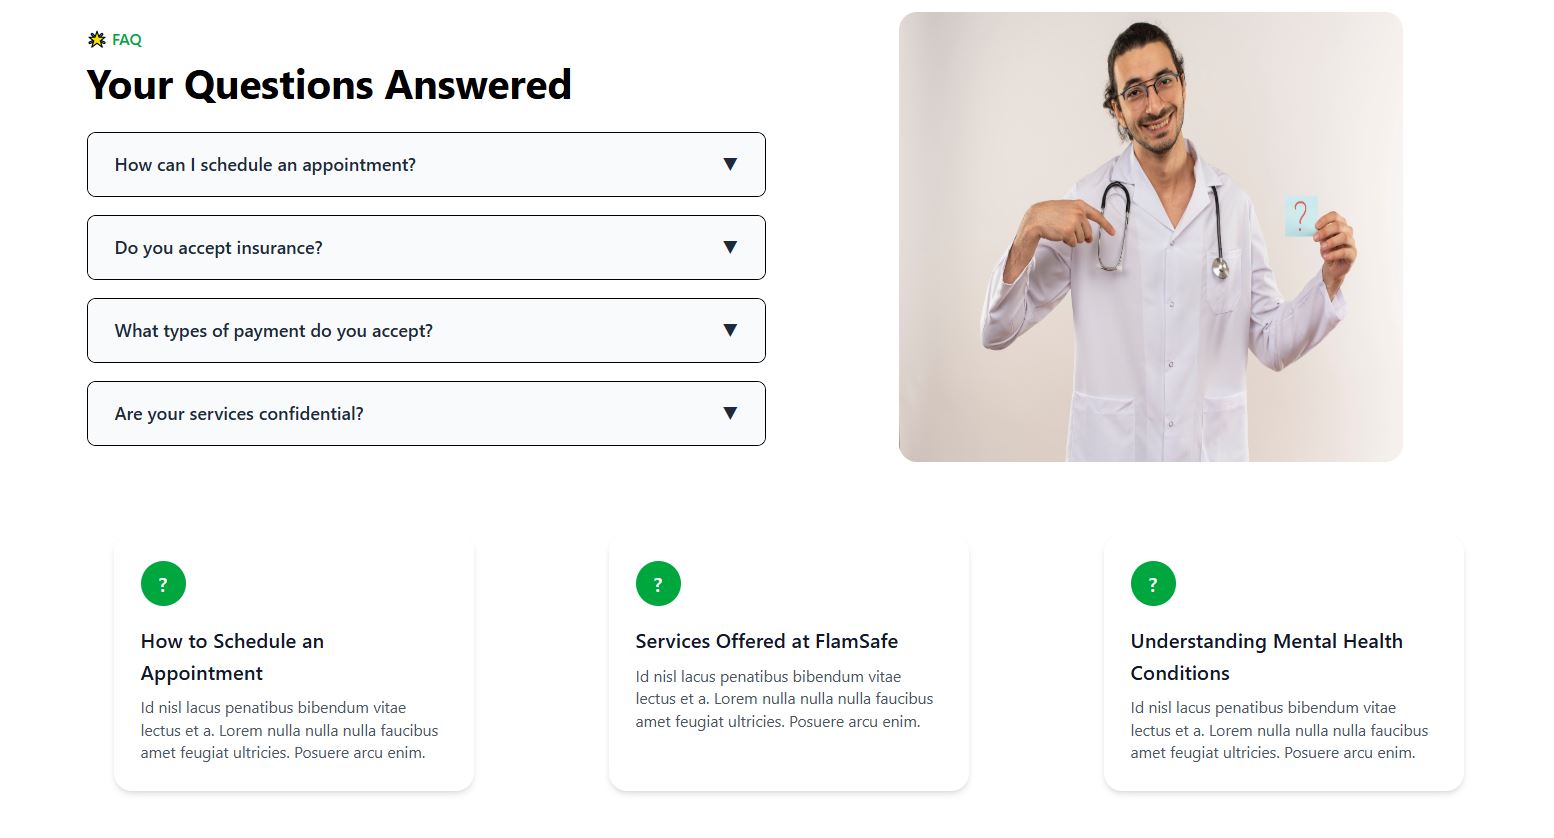 FAQ
Your Questions Answered
How can I schedule an appointment?
Do you accept insurance?
What types of payment do you accept?
Are your services confidential?
?
?
How to Schedule an
Appointment
Id nisl lacus penatibus bibendum vitae
lectus et a. Lorem nulla nulla nulla faucibus
amet feugiat ultricies. Posuere arcu enim.
?
Services Offered at FlamSafe
Id nisl lacus penatibus bibendum vitae
lectus et a. Lorem nulla nulla nulla faucibus
amet feugiat ultricies. Posuere arcu enim.
?
Understanding Mental Health
Conditions
Id nisl lacus penatibus bibendum vitae
lectus et a. Lorem nulla nulla nulla faucibus
amet feugiat ultricies. Posuere arcu enim.